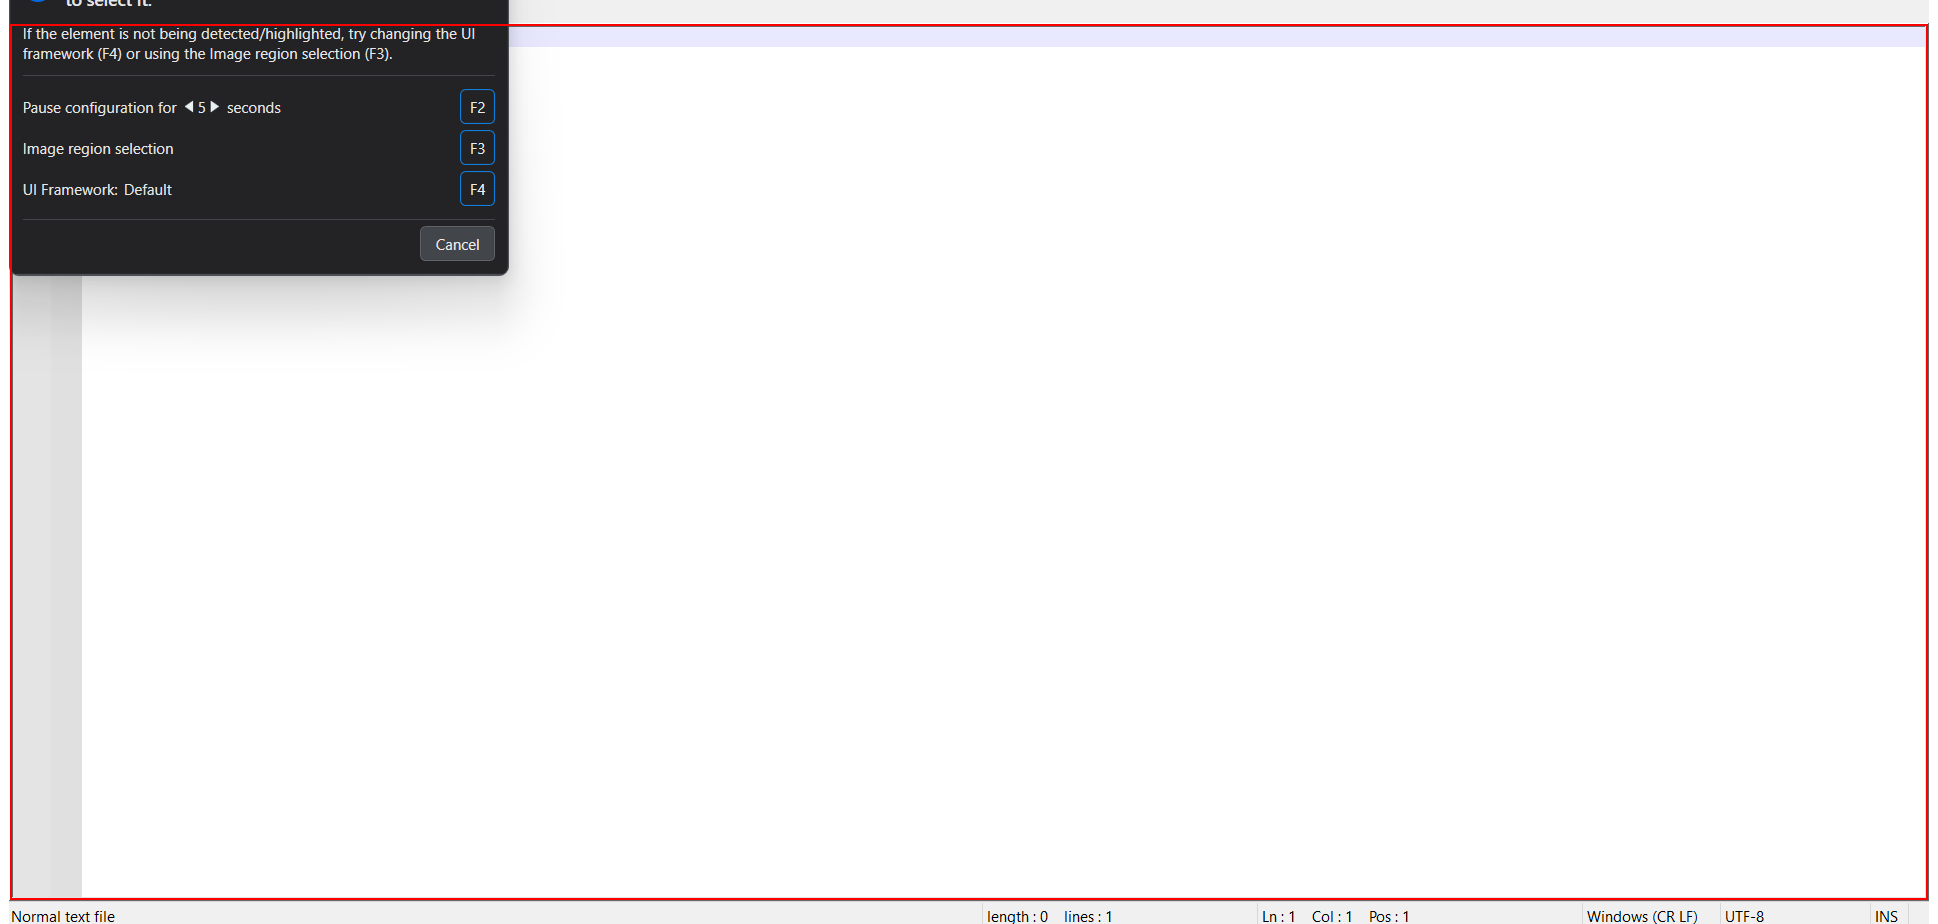 to select it.
If the element is not being detected/highlighted, try changing the UI
framework (F4) or using the Image region selection (F3).
Pause configuration for 5 seconds F2
Image region selection F3
UI Framework: Default F4
Cancel
Normal text file length : 0 lines : 1 Ln : 1 Col : 1 Pos : 1 Windows (CR LF) UTF-8 INS